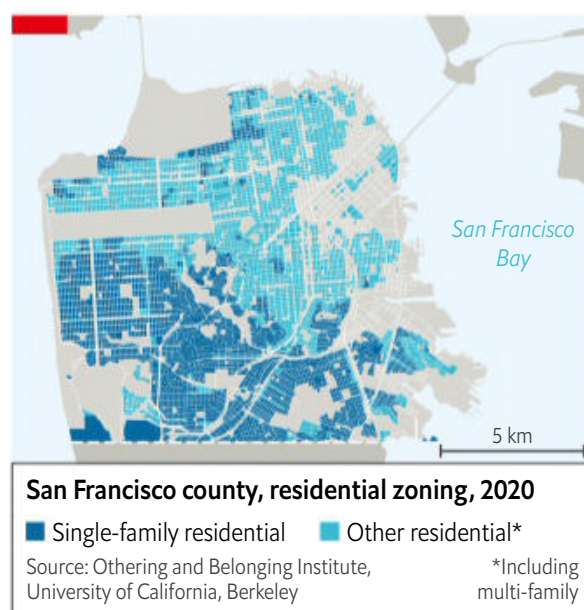 San Francisco
Bay
5 km
San Francisco county, residential zoning, 2020
Single-family residential
Other residential*
Source: Othering and Belonging Institute,
University of California, Berkeley
*Including
multi-family